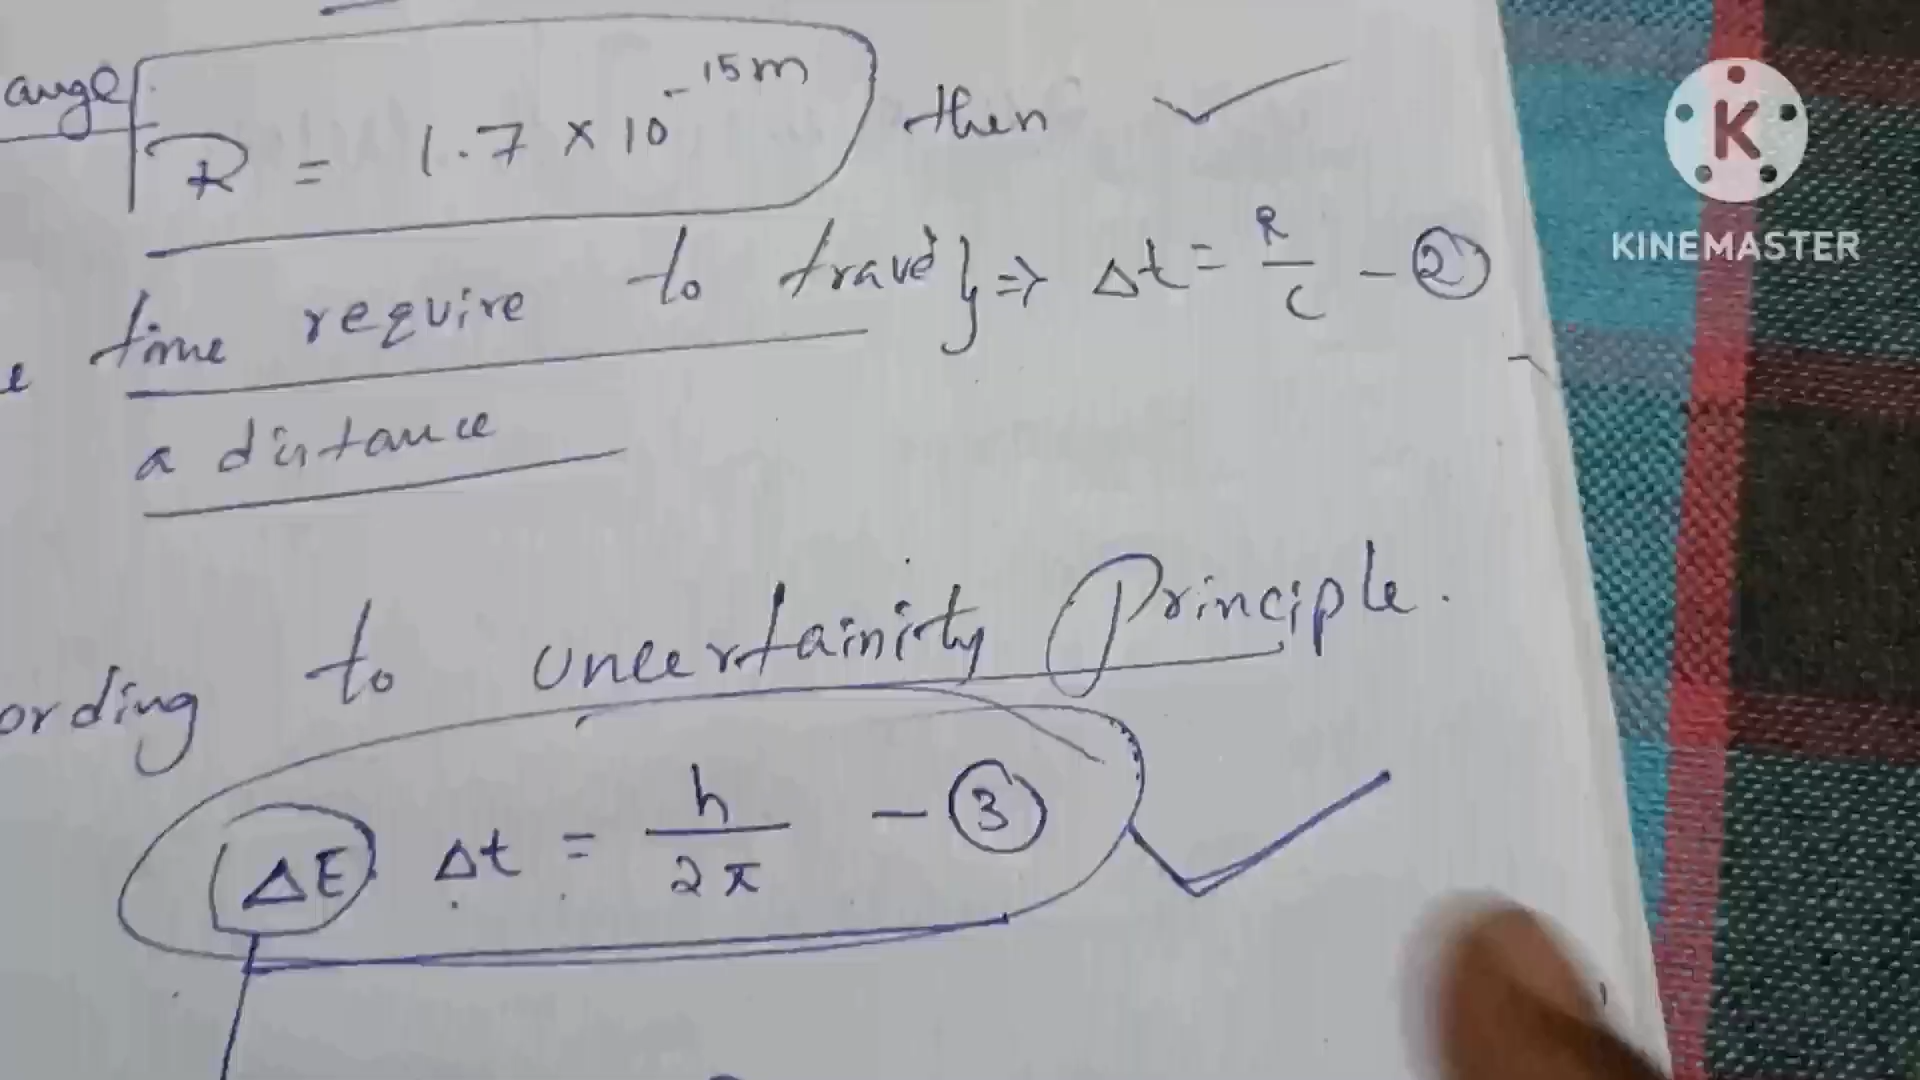 ange
R = 1.7 × 10⁻¹⁵ m then
K
KINEMASTER
e time require to travel } ⇒ Δt = R/c - ②
a distance
ording to uncertainity Principle.
ΔE Δt = h/2π - ③